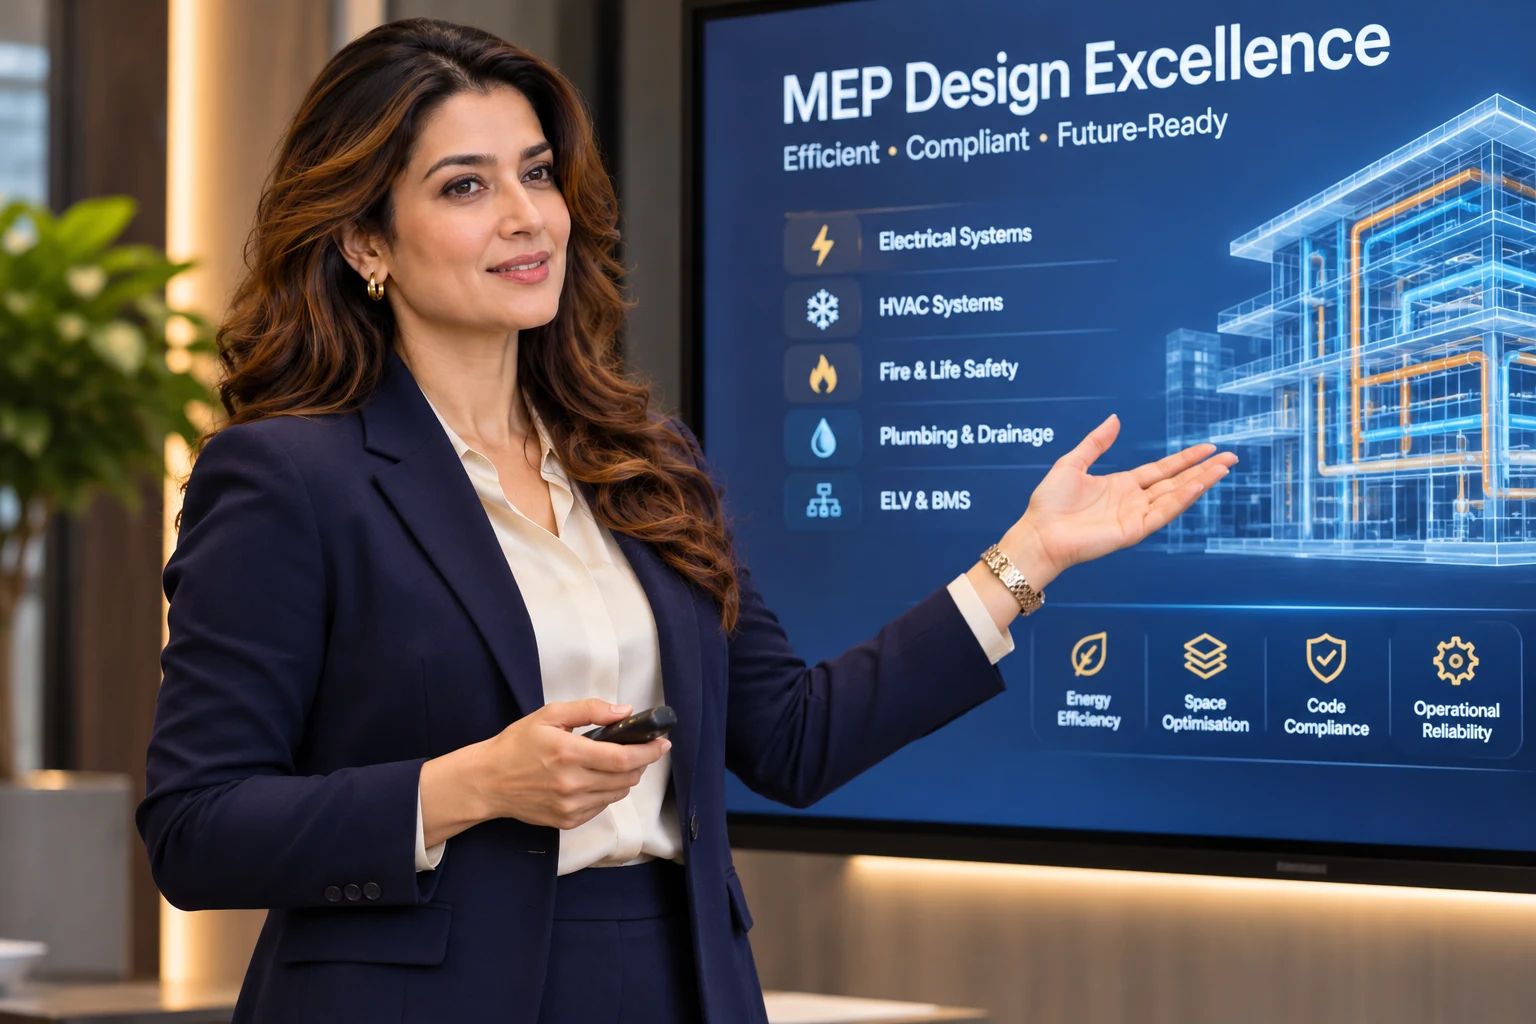 MEP Design Excellence
Efficient • Compliant • Future-Ready
Electrical Systems
HVAC Systems
Fire & Life Safety
Plumbing & Drainage
ELV & BMS
Energy
Efficiency
Space
Optimisation
Code
Compliance
Operational
Reliability